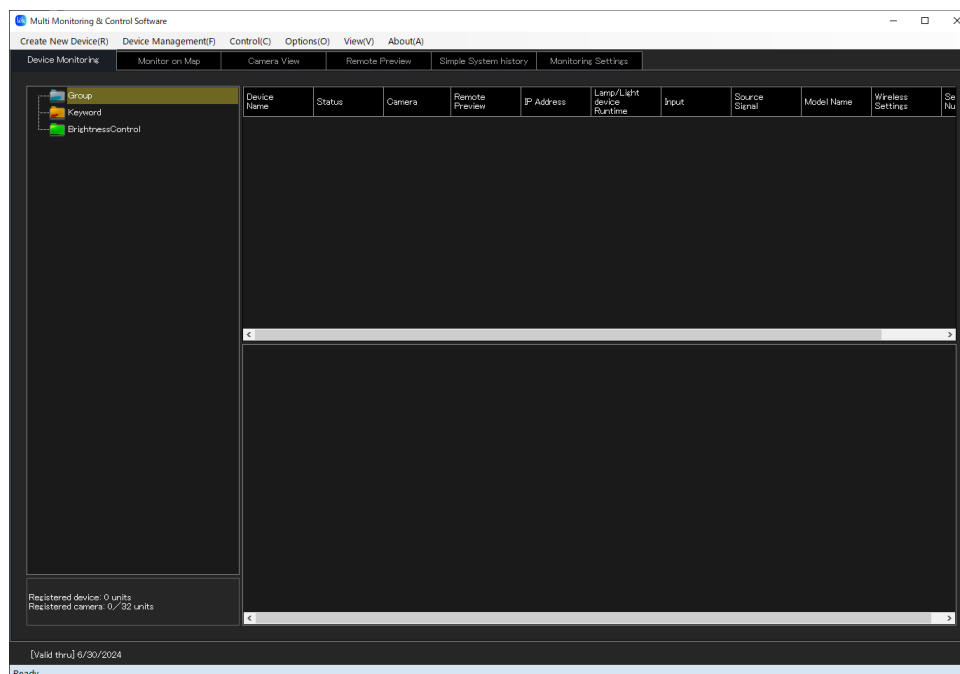 Multi Monitoring & Control Software
Create New Device(R) Device Management(F) Control(C) Options(O) View(V) About(A)
Device Monitoring Monitor on Map Camera View Remote Preview Simple System history Monitoring Settings
Group
Keyword
BrightnessControl
Device Name
Status
Camera
Remote Preview
IP Address
Lamp/Light device Runtime
Input
Source Signal
Model Name
Wireless Settings
Se
Nu
Registered device: 0 units
Registered camera: 0/32 units
[Valid thru] 6/30/2024
Ready